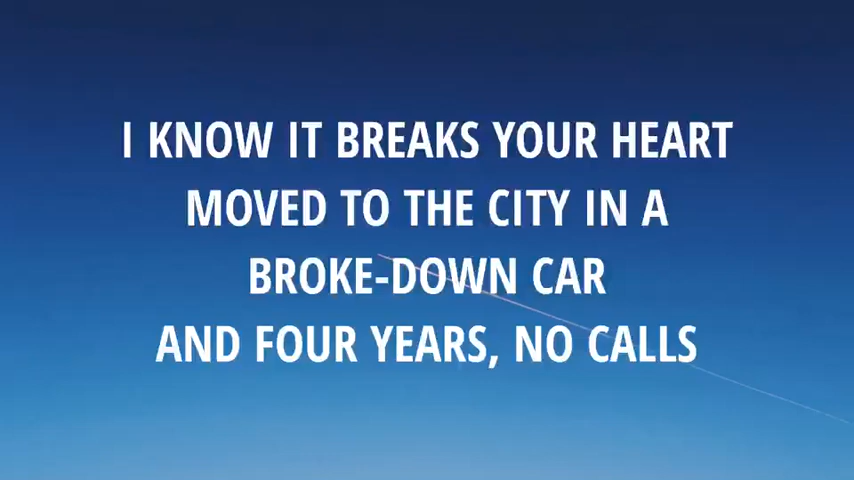 I KNOW IT BREAKS YOUR HEART
MOVED TO THE CITY IN A
BROKE-DOWN CAR
AND FOUR YEARS, NO CALLS